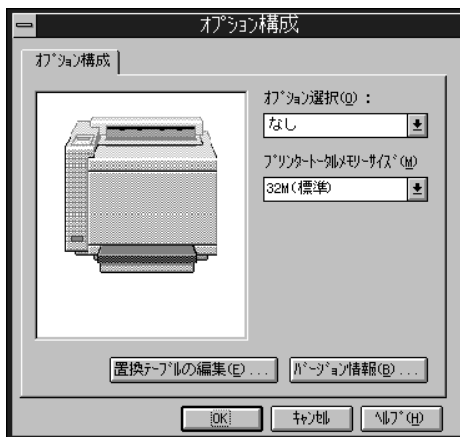 オプション構成
オプション構成
オプション選択(O) :
なし
プリンタートータルメモリーサイズ(M)
32M(標準)
置換テーブルの編集(E)...
バージョン情報(B)...
OK
キャンセル
ヘルプ(H)